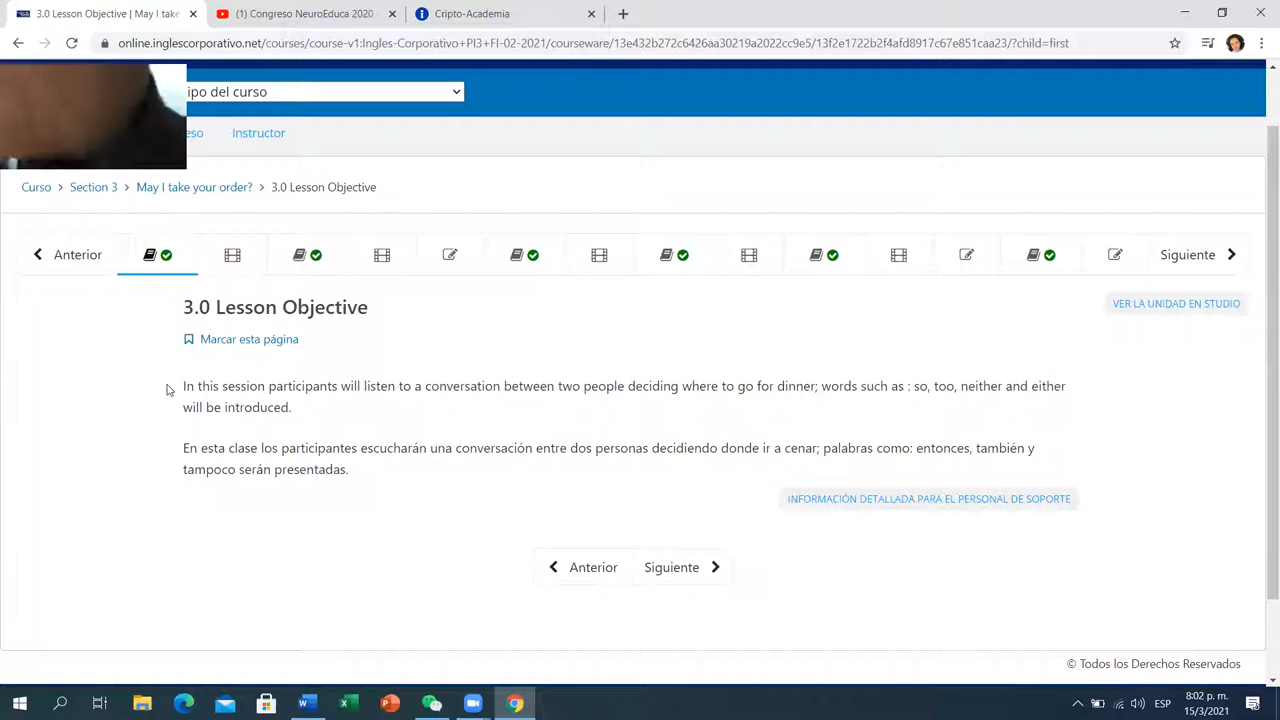 3.0 Lesson Objective | May I take
(1) Congreso NeuroEduca 2020
Cripto-Academia
online.inglescorporativo.net/courses/course-v1:Ingles-Corporativo+PI3+FI-02-2021/courseware/13e432b272c6426aa30219a2022cc9e5/13f2e1722b2f4afd8917c67e851caa23/?child=first
ipo del curso
eso Instructor
Curso > Section 3 > May I take your order? > 3.0 Lesson Objective
Anterior Siguiente
3.0 Lesson Objective
VER LA UNIDAD EN STUDIO
Marcar esta página
In this session participants will listen to a conversation between two people deciding where to go for dinner; words such as : so, too, neither and either
will be introduced.
En esta clase los participantes escucharán una conversación entre dos personas decidiendo donde ir a cenar; palabras como: entonces, también y
tampoco serán presentadas.
INFORMACIÓN DETALLADA PARA EL PERSONAL DE SOPORTE
Anterior Siguiente
© Todos los Derechos Reservados
ESP
8:02 p. m.
15/3/2021